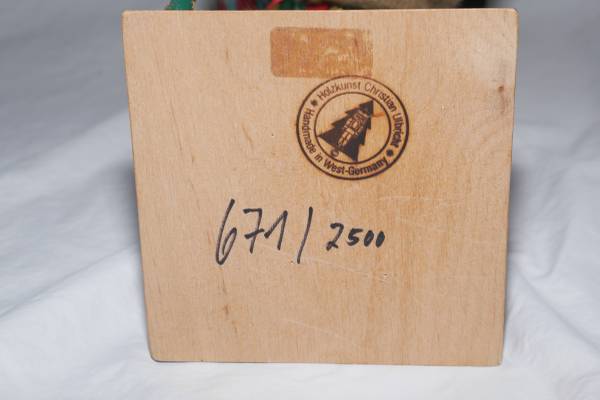 Holzkunst Christian Ulbricht
Handmade in West-Germany
671/2500